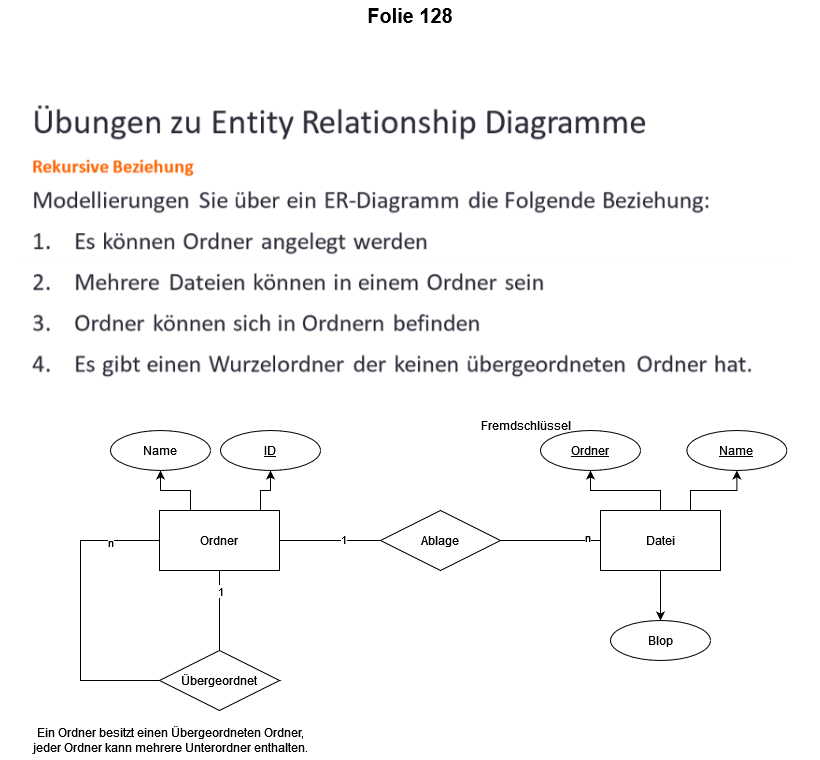 Folie 128
Übungen zu Entity Relationship Diagramme
Rekursive Beziehung
Modellierungen Sie über ein ER-Diagramm die Folgende Beziehung:
1. Es können Ordner angelegt werden
2. Mehrere Dateien können in einem Ordner sein
3. Ordner können sich in Ordnern befinden
4. Es gibt einen Wurzelordner der keinen übergeordneten Ordner hat.
Fremdschlüssel
Name
ID
Ordner
Name
n
Ordner
1
Ablage
n
Datei
1
Blop
Übergeordnet
Ein Ordner besitzt einen Übergeordneten Ordner,
jeder Ordner kann mehrere Unterordner enthalten.